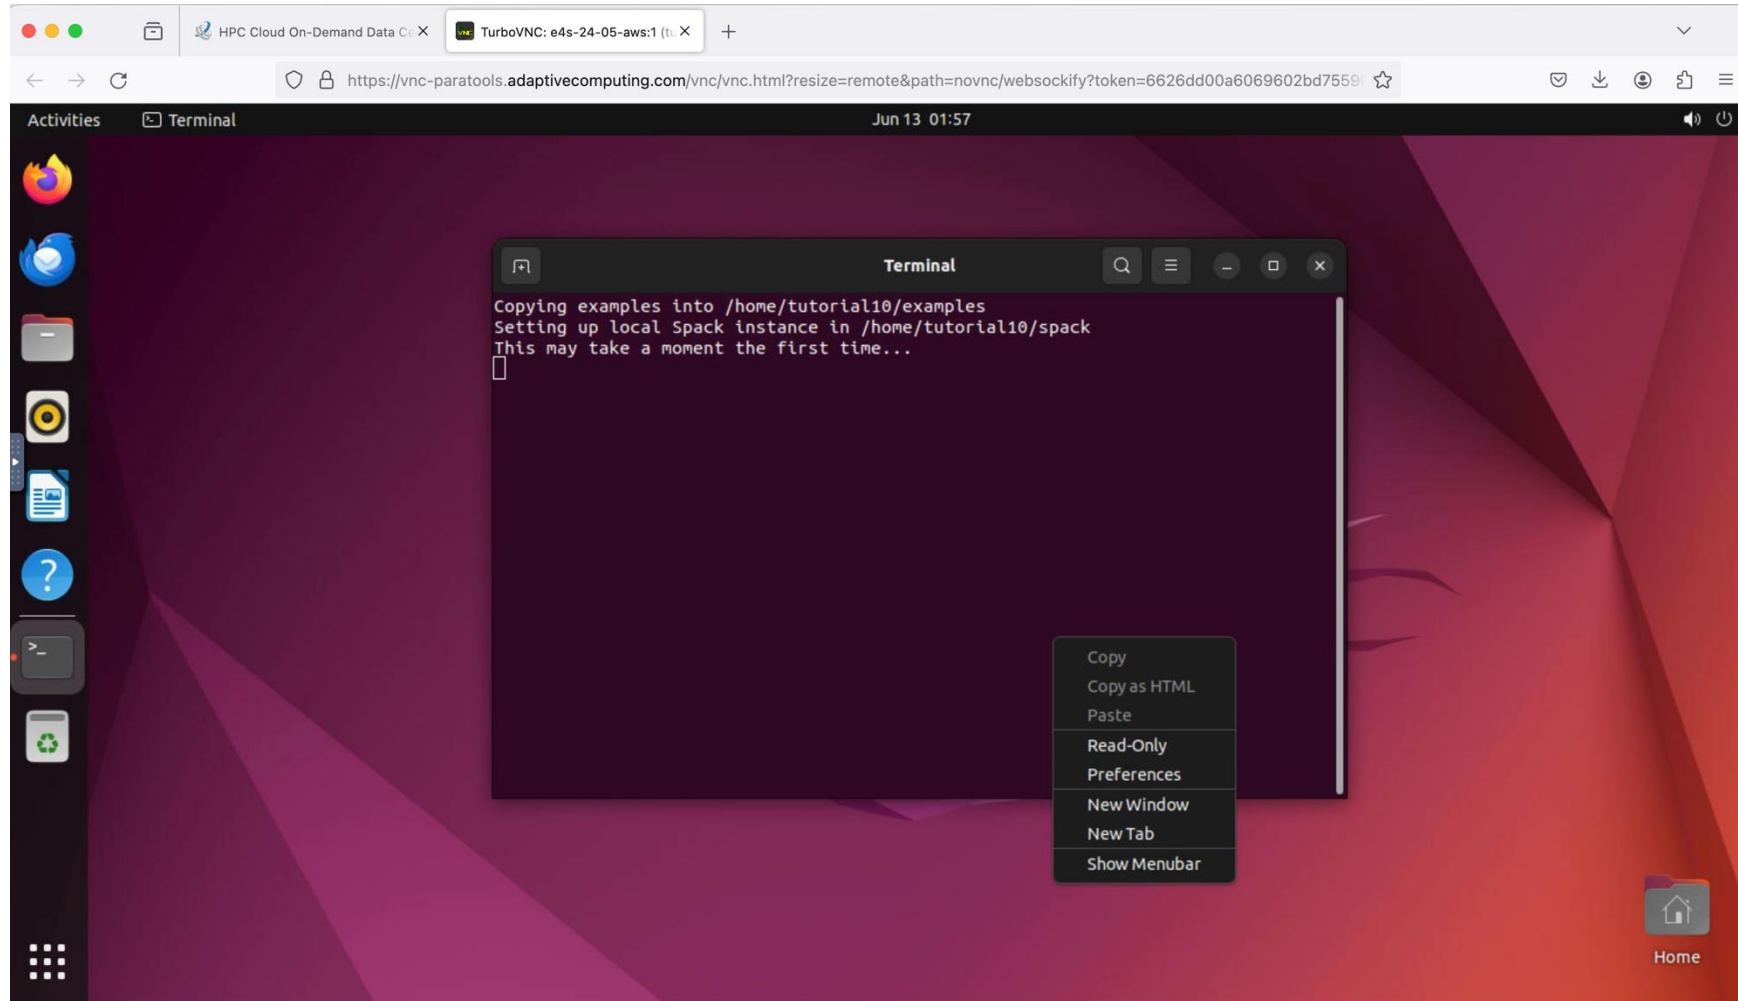 HPC Cloud On-Demand Data Ce
TurboVNC: e4s-24-05-aws:1 (tu
https://vnc-paratools.adaptivecomputing.com/vnc/vnc.html?resize=remote&path=novnc/websockify?token=6626dd00a6069602bd7559
Activities
Terminal
Jun 13 01:57
Terminal
Copying examples into /home/tutorial10/examples
Setting up local Spack instance in /home/tutorial10/spack
This may take a moment the first time...
Copy
Copy as HTML
Paste
Read-Only
Preferences
New Window
New Tab
Show Menubar
Home